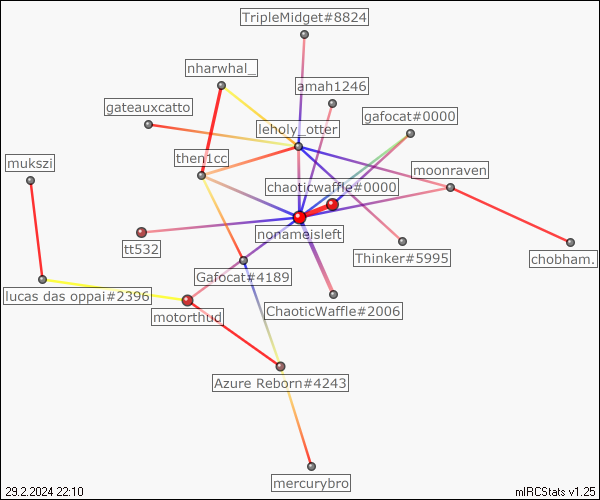 TripleMidget#8824
nharwhal_
amah1246
gateauxcatto
gafocat#0000
leholy_otter
mukszi
then1cc
moonraven
chaoticwaffle#0000
nonameisleft
tt532
Thinker#5995
chobham.
Gafocat#4189
lucas das oppai#2396
motorthud
ChaoticWaffle#2006
Azure Reborn#4243
mercurybro
29.2.2024 22:10
mIRCStats v1.25